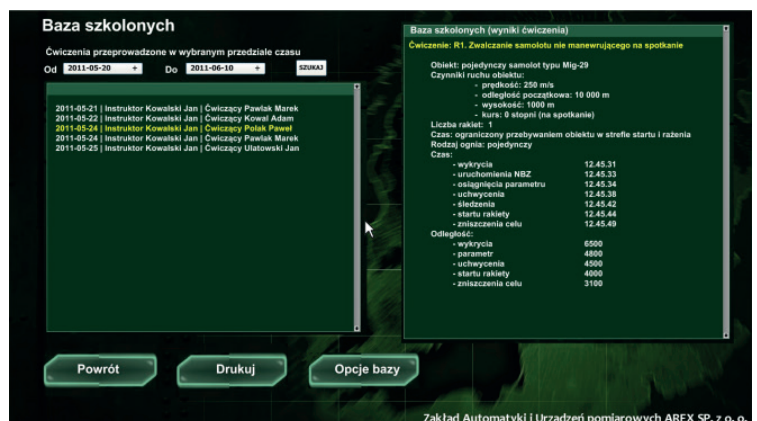 Baza szkolonych
Ćwiczenia przeprowadzone w wybranym przedziale czasu
Od 2011-05-20 + Do 2011-06-10 + SZUKAJ
2011-05-21 | Instruktor Kowalski Jan | Ćwiczący Pawlak Marek
2011-05-22 | Instruktor Kowalski Jan | Ćwiczący Kowal Adam
2011-05-24 | Instruktor Kowalski Jan | Ćwiczący Polak Paweł
2011-05-24 | Instruktor Kowalski Jan | Ćwiczący Pawlak Marek
2011-05-25 | Instruktor Kowalski Jan | Ćwiczący Ulatowski Jan
Powrót
Drukuj
Opcje bazy
Baza szkolonych (wyniki ćwiczenia)
Ćwiczenie: R1. Zwalczanie samolotu nie manewrującego na spotkanie
Obiekt: pojedynczy samolot typu Mig-29
Czynniki ruchu obiektu:
- prędkość: 250 m/s
- odległość początkowa: 10 000 m
- wysokość: 1000 m
- kurs: 0 stopni (na spotkanie)
Liczba rakiet: 1
Czas: ograniczony przebywaniem obiektu w strefie startu i rażenia
Rodzaj ognia: pojedynczy
Czas:
- wykrycia 12.45.31
- uruchomienia NBZ 12.45.33
- osiągnięcia parametru 12.45.34
- uchwycenia 12.45.38
- śledzenia 12.45.42
- startu rakiety 12.45.44
- zniszczenia celu 12.45.49
Odległość:
- wykrycia 6500
- parametr 4800
- uchwycenia 4500
- startu rakiety 4000
- zniszczenia celu 3100
Zakład Automatyki i Urządzeń pomiarowych AREX SP. z o. o.